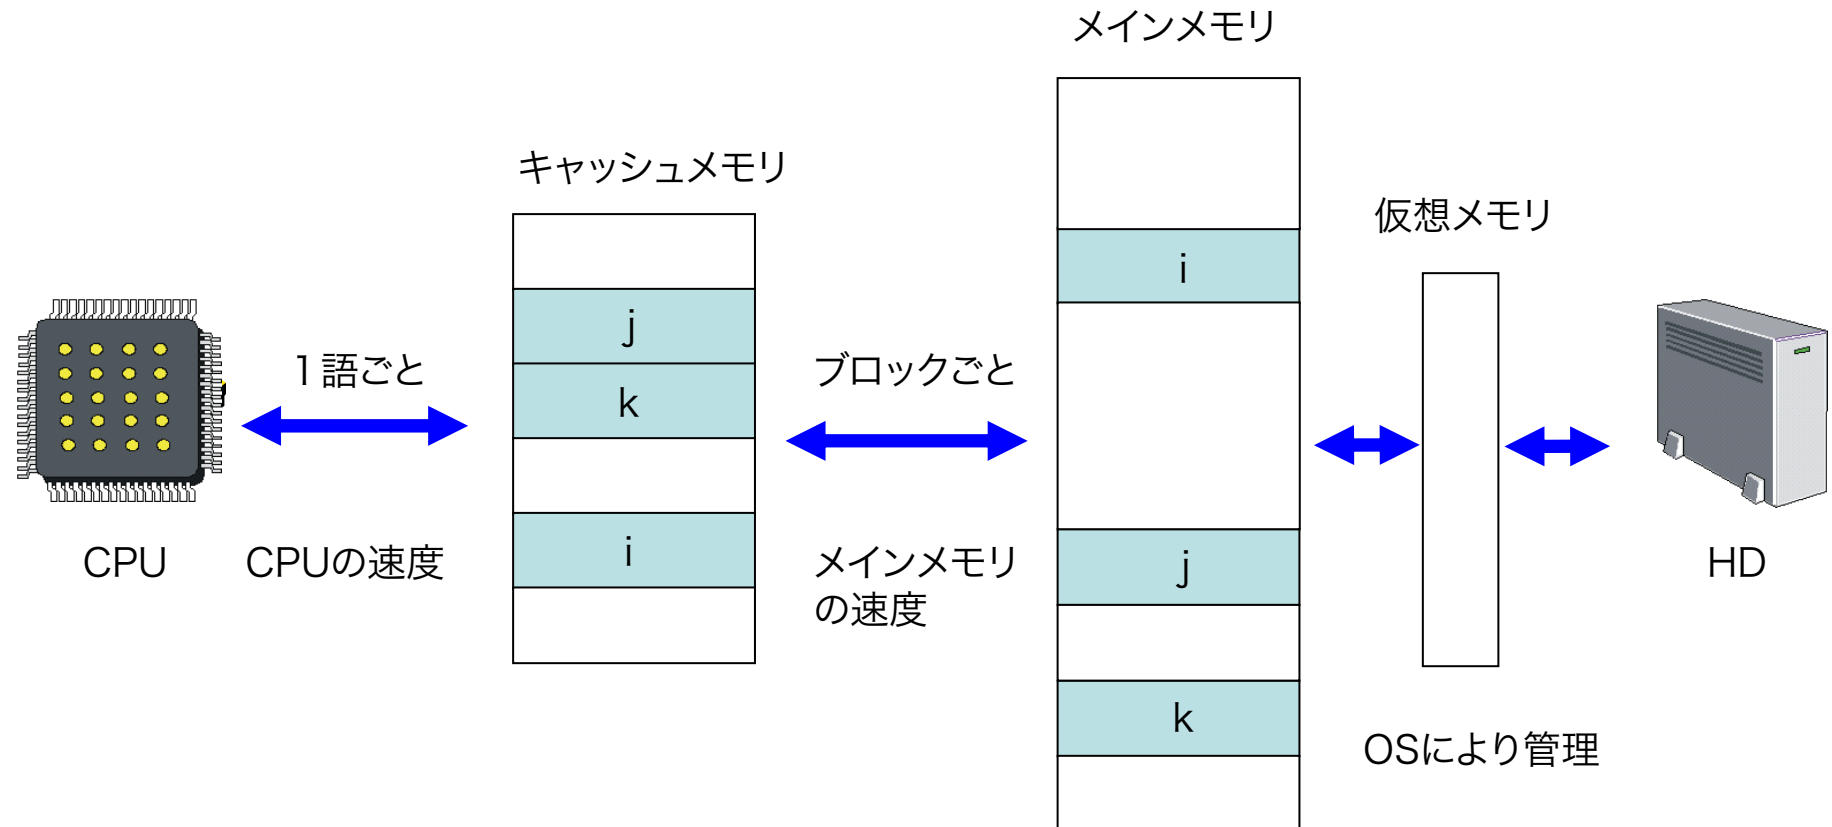 メインメモリ
キャッシュメモリ
仮想メモリ
i
j
１語ごと
ブロックごと
k
i
j
CPU
CPUの速度
メインメモリ
の速度
HD
k
OSにより管理